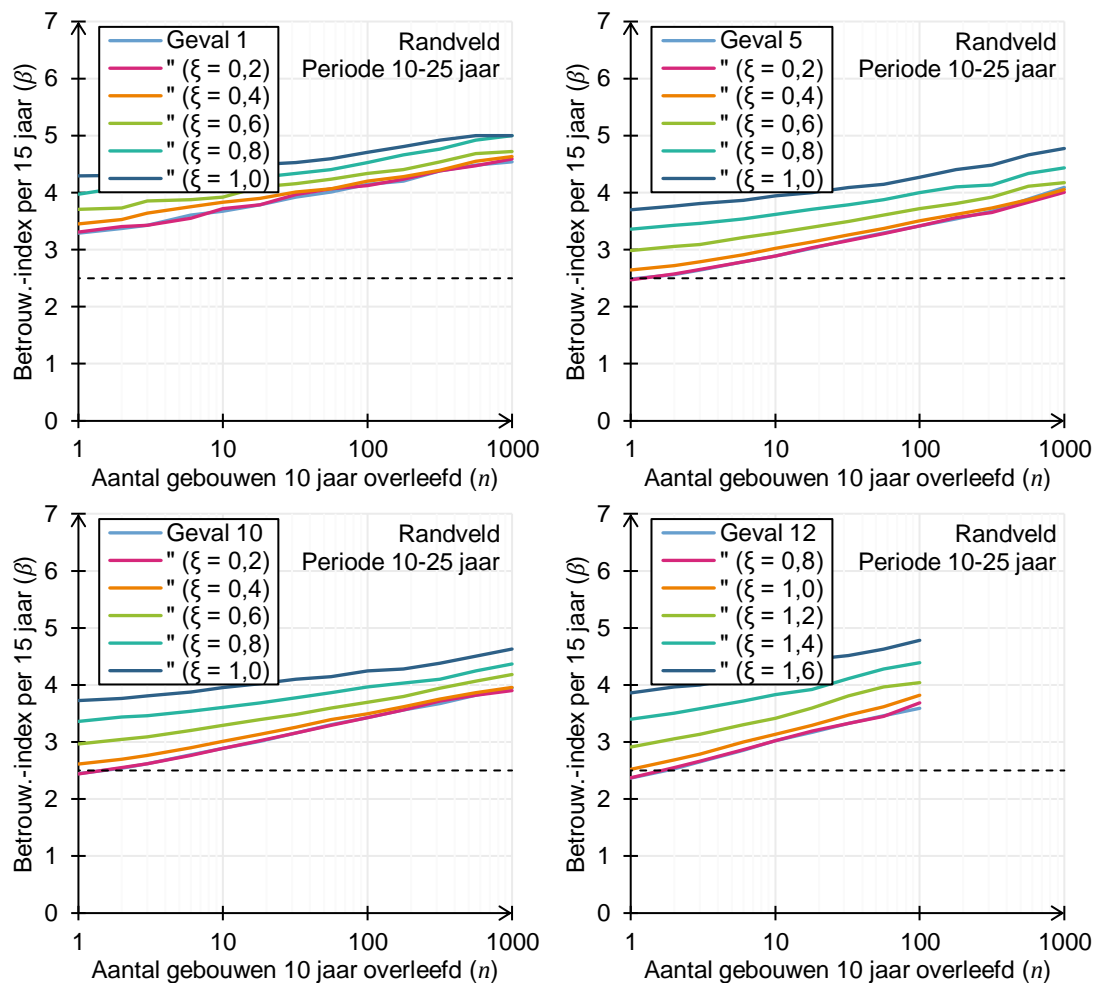 7
6
5
4
3
2
1
0
Betrouw.-index per 15 jaar (β)
Geval 1
" (ξ = 0,2)
" (ξ = 0,4)
" (ξ = 0,6)
" (ξ = 0,8)
" (ξ = 1,0)
Randveld
Periode 10-25 jaar
1 10 100 1000
Aantal gebouwen 10 jaar overleefd (n)
7
6
5
4
3
2
1
0
Betrouw.-index per 15 jaar (β)
Geval 5
" (ξ = 0,2)
" (ξ = 0,4)
" (ξ = 0,6)
" (ξ = 0,8)
" (ξ = 1,0)
Randveld
Periode 10-25 jaar
1 10 100 1000
Aantal gebouwen 10 jaar overleefd (n)
7
6
5
4
3
2
1
0
Betrouw.-index per 15 jaar (β)
Geval 10
" (ξ = 0,2)
" (ξ = 0,4)
" (ξ = 0,6)
" (ξ = 0,8)
" (ξ = 1,0)
Randveld
Periode 10-25 jaar
1 10 100 1000
Aantal gebouwen 10 jaar overleefd (n)
7
6
5
4
3
2
1
0
Betrouw.-index per 15 jaar (β)
Geval 12
" (ξ = 0,8)
" (ξ = 1,0)
" (ξ = 1,2)
" (ξ = 1,4)
" (ξ = 1,6)
Randveld
Periode 10-25 jaar
1 10 100 1000
Aantal gebouwen 10 jaar overleefd (n)